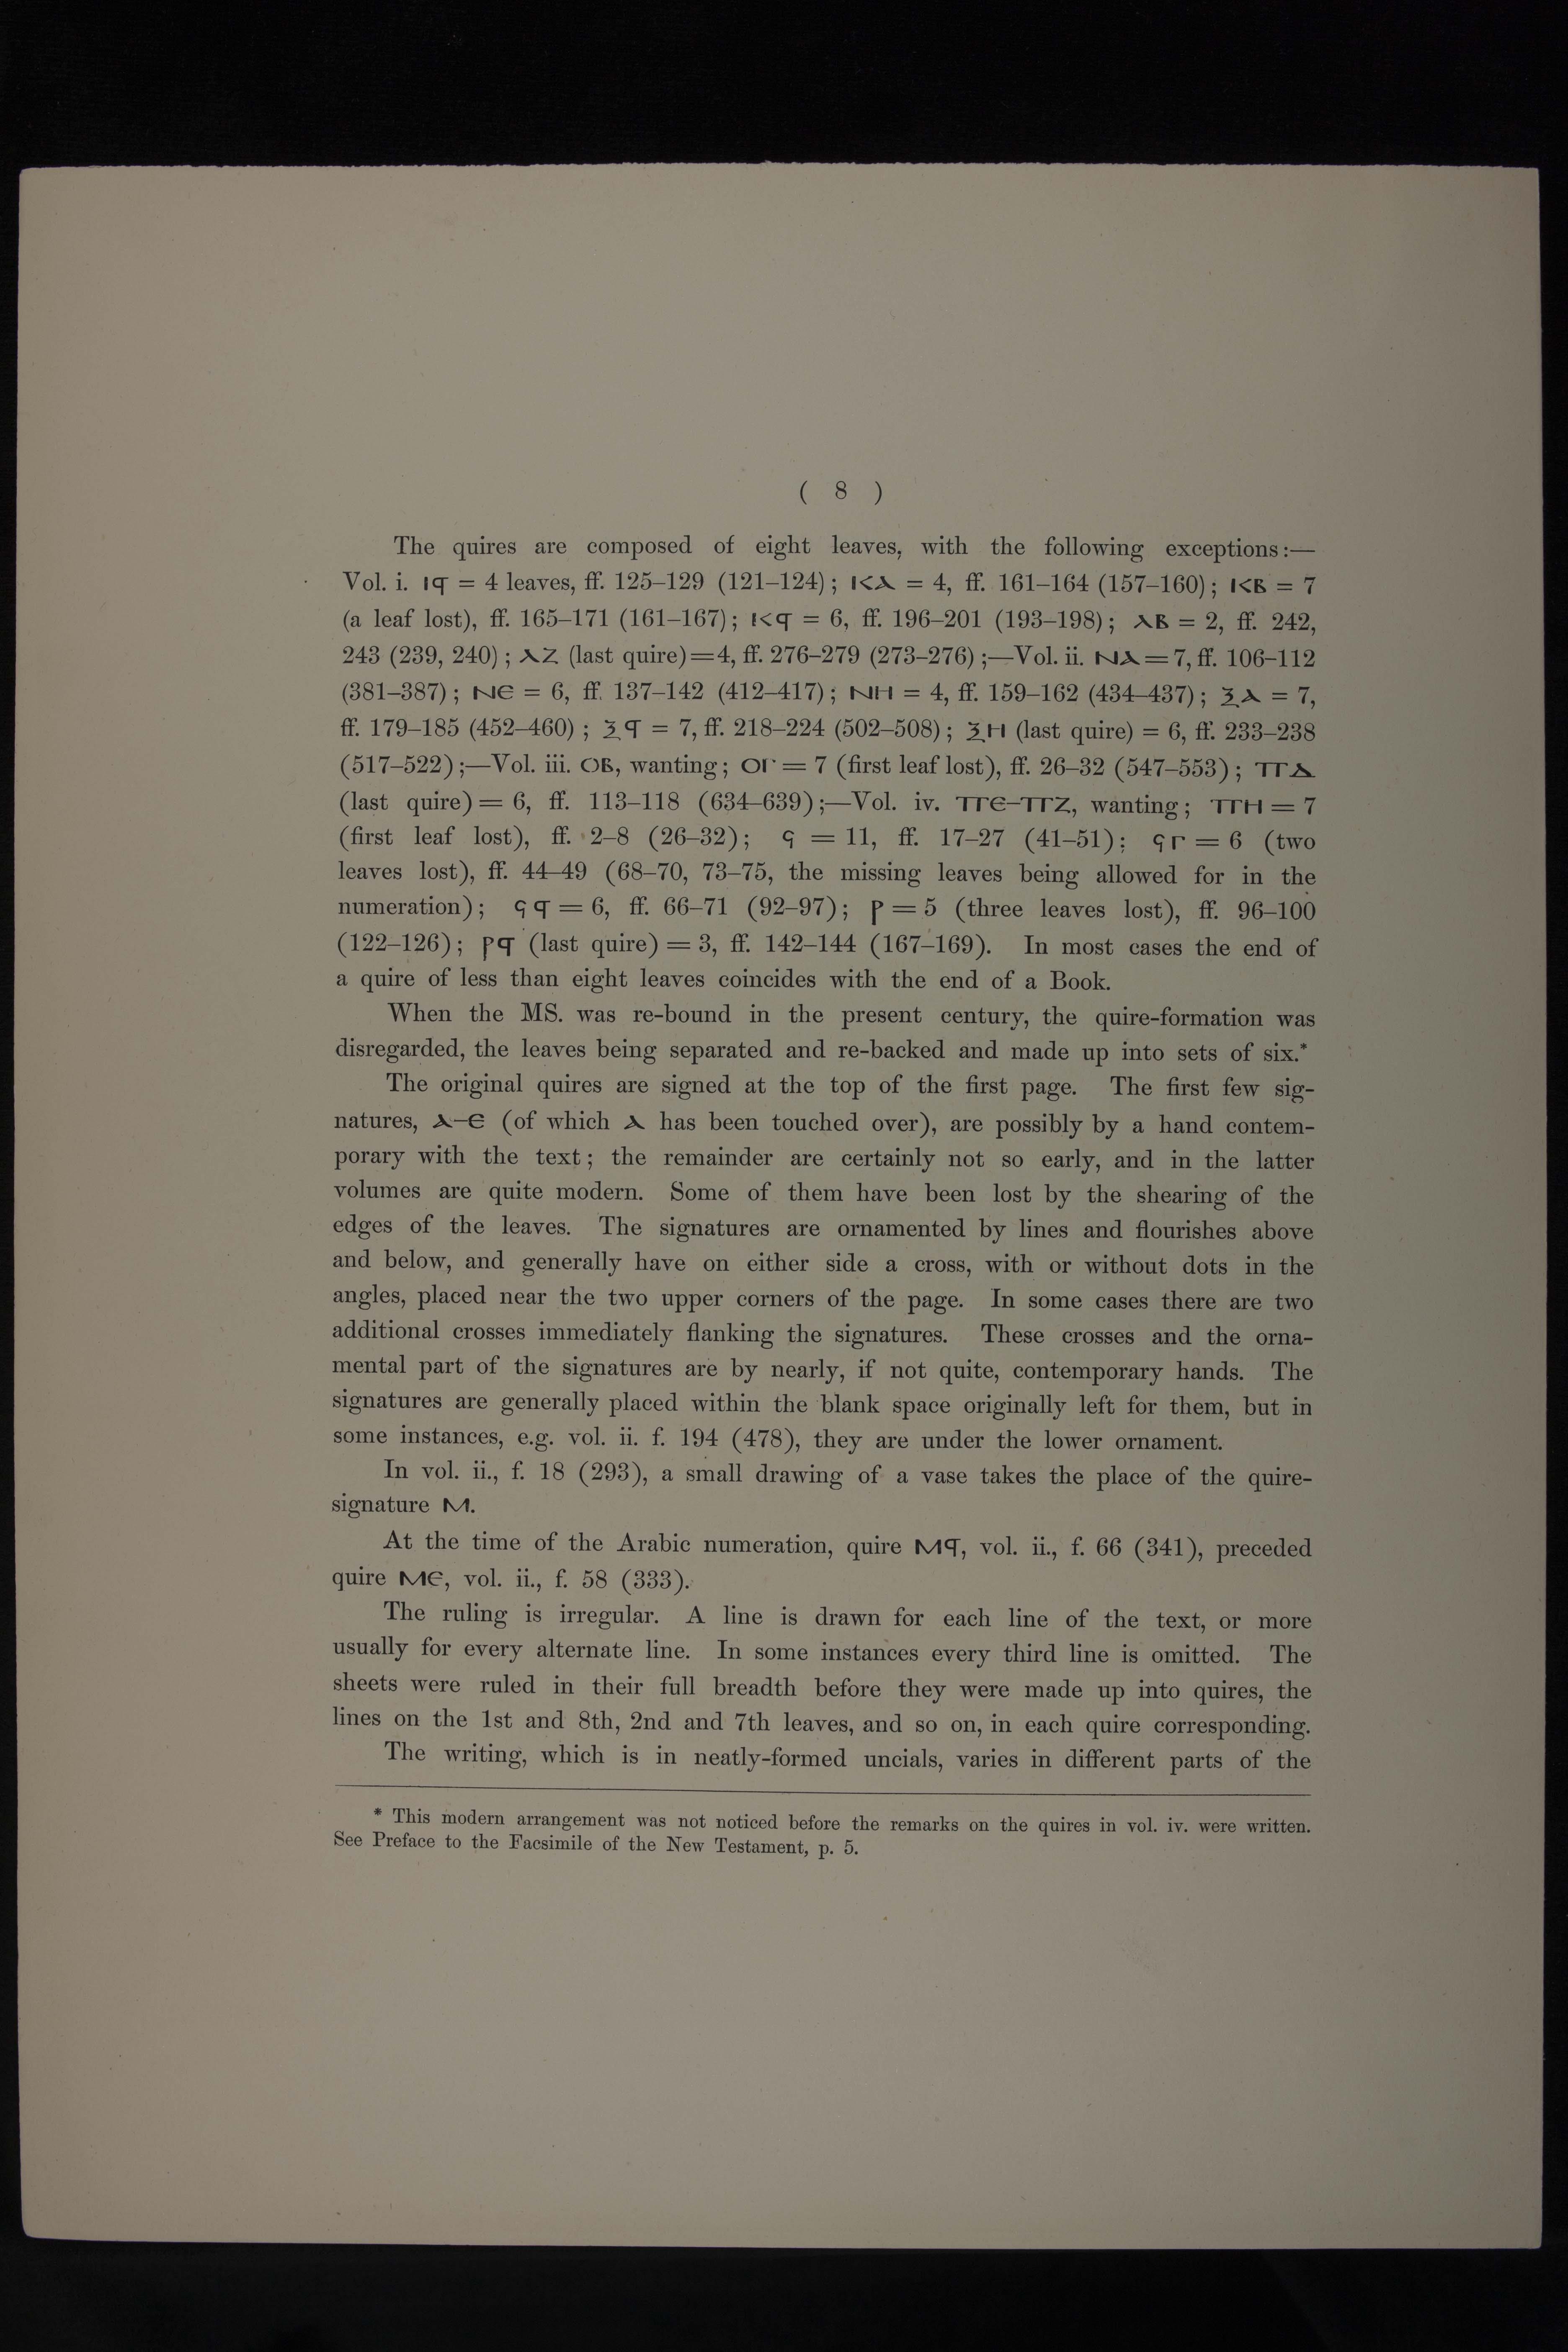 ( 8 )
The quires are composed of eight leaves, with the following exceptions:—
Vol. i. ΙϚ = 4 leaves, ff. 125–129 (121–124); ΚΑ = 4, ff. 161–164 (157–160); ΚΒ = 7
(a leaf lost), ff. 165–171 (161–167); ΚϚ = 6, ff. 196–201 (193–198); ΛΒ = 2, ff. 242,
243 (239, 240); ΛΖ (last quire)=4, ff. 276–279 (273–276);—Vol. ii. ΝΑ=7, ff. 106–112
(381–387); ΝЄ = 6, ff. 137–142 (412–417); ΝΗ = 4, ff. 159–162 (434–437); ΞΑ = 7,
ff. 179–185 (452–460); ΞϚ = 7, ff. 218–224 (502–508); ΞΗ (last quire) = 6, ff. 233–238
(517–522);—Vol. iii. ΟΒ, wanting; ΟΓ = 7 (first leaf lost), ff. 26–32 (547–553); ΠΔ
(last quire)= 6, ff. 113–118 (634–639);—Vol. iv. ΠЄ–ΠΖ, wanting; ΠΗ = 7
(first leaf lost), ff. 2–8 (26–32); ϙ = 11, ff. 17–27 (41–51); ϙΓ = 6 (two
leaves lost), ff. 44–49 (68–70, 73–75, the missing leaves being allowed for in the
numeration); ϙϚ = 6, ff. 66–71 (92–97); Ρ = 5 (three leaves lost), ff. 96–100
(122–126); ΡϚ (last quire) = 3, ff. 142–144 (167–169). In most cases the end of
a quire of less than eight leaves coincides with the end of a Book.
When the MS. was re-bound in the present century, the quire-formation was
disregarded, the leaves being separated and re-backed and made up into sets of six.*
The original quires are signed at the top of the first page. The first few sig-
natures, Α–Є (of which Α has been touched over), are possibly by a hand contem-
porary with the text; the remainder are certainly not so early, and in the latter
volumes are quite modern. Some of them have been lost by the shearing of the
edges of the leaves. The signatures are ornamented by lines and flourishes above
and below, and generally have on either side a cross, with or without dots in the
angles, placed near the two upper corners of the page. In some cases there are two
additional crosses immediately flanking the signatures. These crosses and the orna-
mental part of the signatures are by nearly, if not quite, contemporary hands. The
signatures are generally placed within the blank space originally left for them, but in
some instances, e.g. vol. ii. f. 194 (478), they are under the lower ornament.
In vol. ii., f. 18 (293), a small drawing of a vase takes the place of the quire-
signature Μ.
At the time of the Arabic numeration, quire ΜϚ, vol. ii., f. 66 (341), preceded
quire ΜЄ, vol. ii., f. 58 (333).
The ruling is irregular. A line is drawn for each line of the text, or more
usually for every alternate line. In some instances every third line is omitted. The
sheets were ruled in their full breadth before they were made up into quires, the
lines on the 1st and 8th, 2nd and 7th leaves, and so on, in each quire corresponding.
The writing, which is in neatly-formed uncials, varies in different parts of the
* This modern arrangement was not noticed before the remarks on the quires in vol. iv. were written.
See Preface to the Facsimile of the New Testament, p. 5.